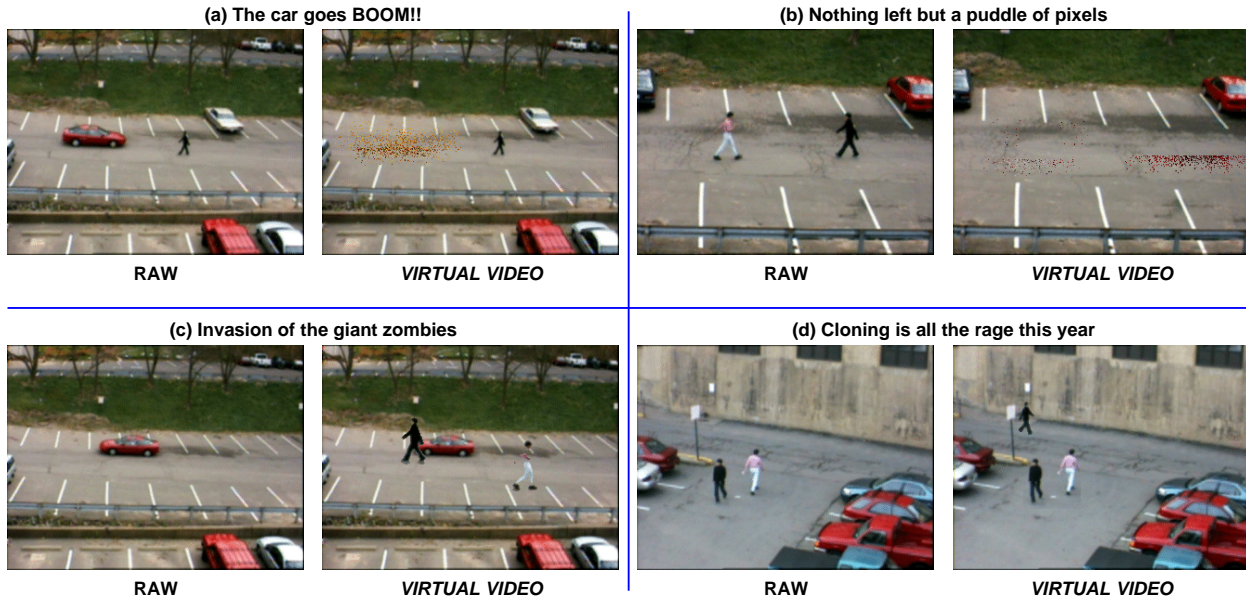 (a) The car goes BOOM!!
RAW
VIRTUAL VIDEO
(b) Nothing left but a puddle of pixels
RAW
VIRTUAL VIDEO
(c) Invasion of the giant zombies
RAW
VIRTUAL VIDEO
(d) Cloning is all the rage this year
RAW
VIRTUAL VIDEO